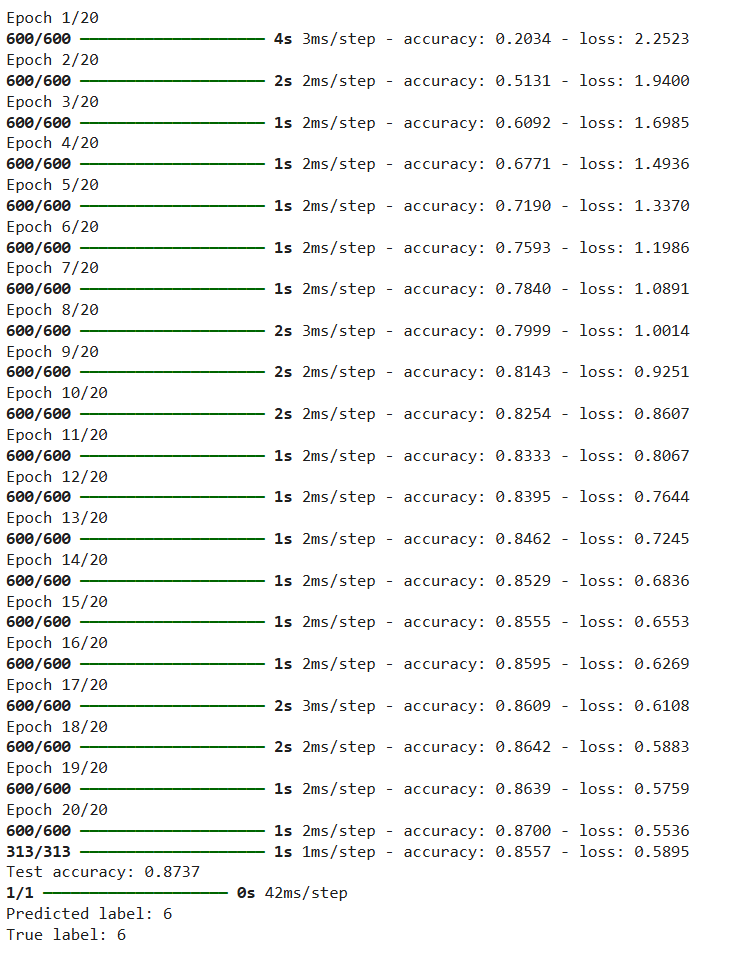 Epoch 1/20
600/600 ━━━━━━━━━━━━━━━━━━━━ 4s 3ms/step - accuracy: 0.2034 - loss: 2.2523
Epoch 2/20
600/600 ━━━━━━━━━━━━━━━━━━━━ 2s 2ms/step - accuracy: 0.5131 - loss: 1.9400
Epoch 3/20
600/600 ━━━━━━━━━━━━━━━━━━━━ 1s 2ms/step - accuracy: 0.6092 - loss: 1.6985
Epoch 4/20
600/600 ━━━━━━━━━━━━━━━━━━━━ 1s 2ms/step - accuracy: 0.6771 - loss: 1.4936
Epoch 5/20
600/600 ━━━━━━━━━━━━━━━━━━━━ 1s 2ms/step - accuracy: 0.7190 - loss: 1.3370
Epoch 6/20
600/600 ━━━━━━━━━━━━━━━━━━━━ 1s 2ms/step - accuracy: 0.7593 - loss: 1.1986
Epoch 7/20
600/600 ━━━━━━━━━━━━━━━━━━━━ 1s 2ms/step - accuracy: 0.7840 - loss: 1.0891
Epoch 8/20
600/600 ━━━━━━━━━━━━━━━━━━━━ 2s 3ms/step - accuracy: 0.7999 - loss: 1.0014
Epoch 9/20
600/600 ━━━━━━━━━━━━━━━━━━━━ 2s 2ms/step - accuracy: 0.8143 - loss: 0.9251
Epoch 10/20
600/600 ━━━━━━━━━━━━━━━━━━━━ 2s 2ms/step - accuracy: 0.8254 - loss: 0.8607
Epoch 11/20
600/600 ━━━━━━━━━━━━━━━━━━━━ 1s 2ms/step - accuracy: 0.8333 - loss: 0.8067
Epoch 12/20
600/600 ━━━━━━━━━━━━━━━━━━━━ 1s 2ms/step - accuracy: 0.8395 - loss: 0.7644
Epoch 13/20
600/600 ━━━━━━━━━━━━━━━━━━━━ 1s 2ms/step - accuracy: 0.8462 - loss: 0.7245
Epoch 14/20
600/600 ━━━━━━━━━━━━━━━━━━━━ 1s 2ms/step - accuracy: 0.8529 - loss: 0.6836
Epoch 15/20
600/600 ━━━━━━━━━━━━━━━━━━━━ 1s 2ms/step - accuracy: 0.8555 - loss: 0.6553
Epoch 16/20
600/600 ━━━━━━━━━━━━━━━━━━━━ 1s 2ms/step - accuracy: 0.8595 - loss: 0.6269
Epoch 17/20
600/600 ━━━━━━━━━━━━━━━━━━━━ 2s 3ms/step - accuracy: 0.8609 - loss: 0.6108
Epoch 18/20
600/600 ━━━━━━━━━━━━━━━━━━━━ 2s 2ms/step - accuracy: 0.8642 - loss: 0.5883
Epoch 19/20
600/600 ━━━━━━━━━━━━━━━━━━━━ 1s 2ms/step - accuracy: 0.8639 - loss: 0.5759
Epoch 20/20
600/600 ━━━━━━━━━━━━━━━━━━━━ 1s 2ms/step - accuracy: 0.8700 - loss: 0.5536
313/313 ━━━━━━━━━━━━━━━━━━━━ 1s 1ms/step - accuracy: 0.8557 - loss: 0.5895
Test accuracy: 0.8737
1/1 ━━━━━━━━━━━━━━━━━━━━ 0s 42ms/step
Predicted label: 6
True label: 6